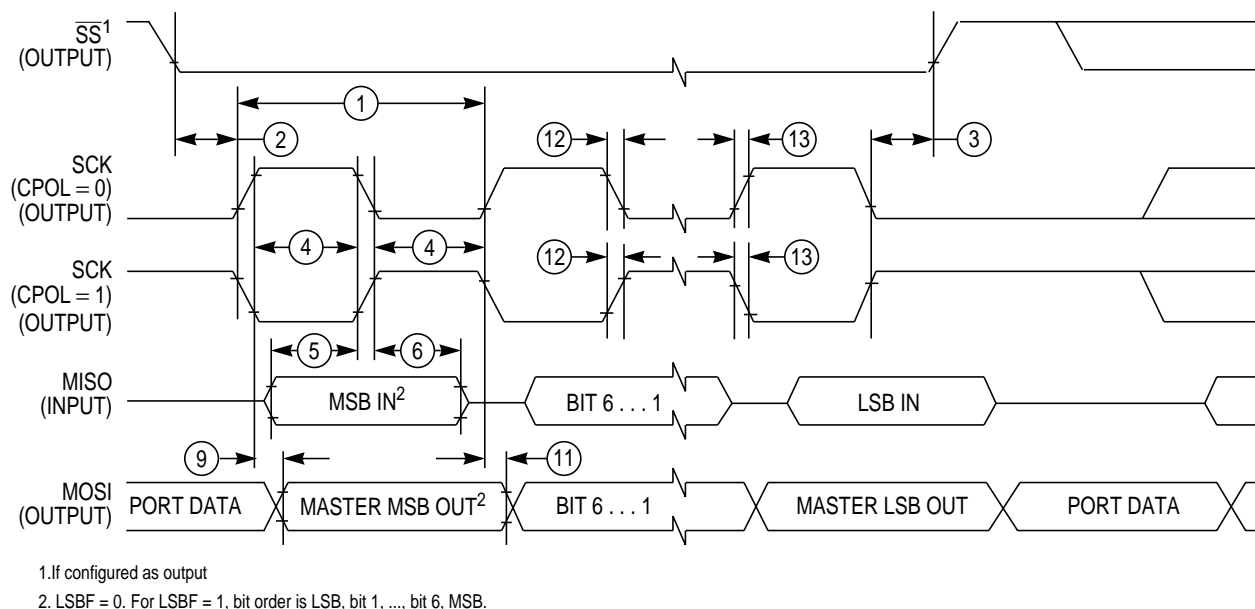 SS¹
(OUTPUT)
1
2
12
13
3
SCK
(CPOL = 0)
(OUTPUT)
4
4
12
13
SCK
(CPOL = 1)
(OUTPUT)
5
6
MISO
(INPUT)
MSB IN²
BIT 6 . . . 1
LSB IN
9
11
MOSI
(OUTPUT)
PORT DATA
MASTER MSB OUT²
BIT 6 . . . 1
MASTER LSB OUT
PORT DATA
1.If configured as output
2. LSBF = 0. For LSBF = 1, bit order is LSB, bit 1, ..., bit 6, MSB.